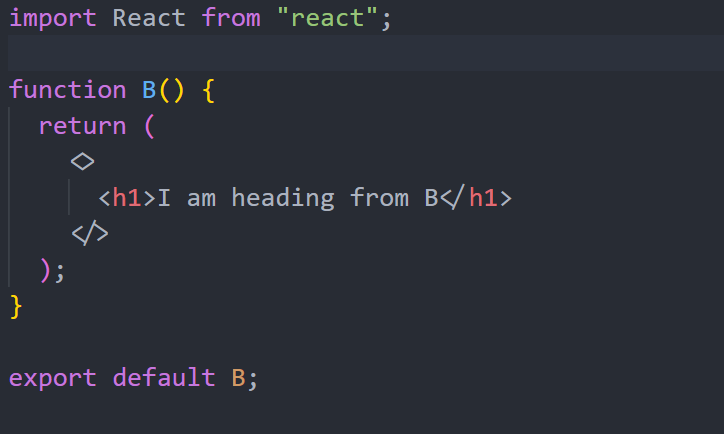 import React from "react";
function B() {
return (
<>
<h1>I am heading from B</h1>
</>
);
}
export default B;